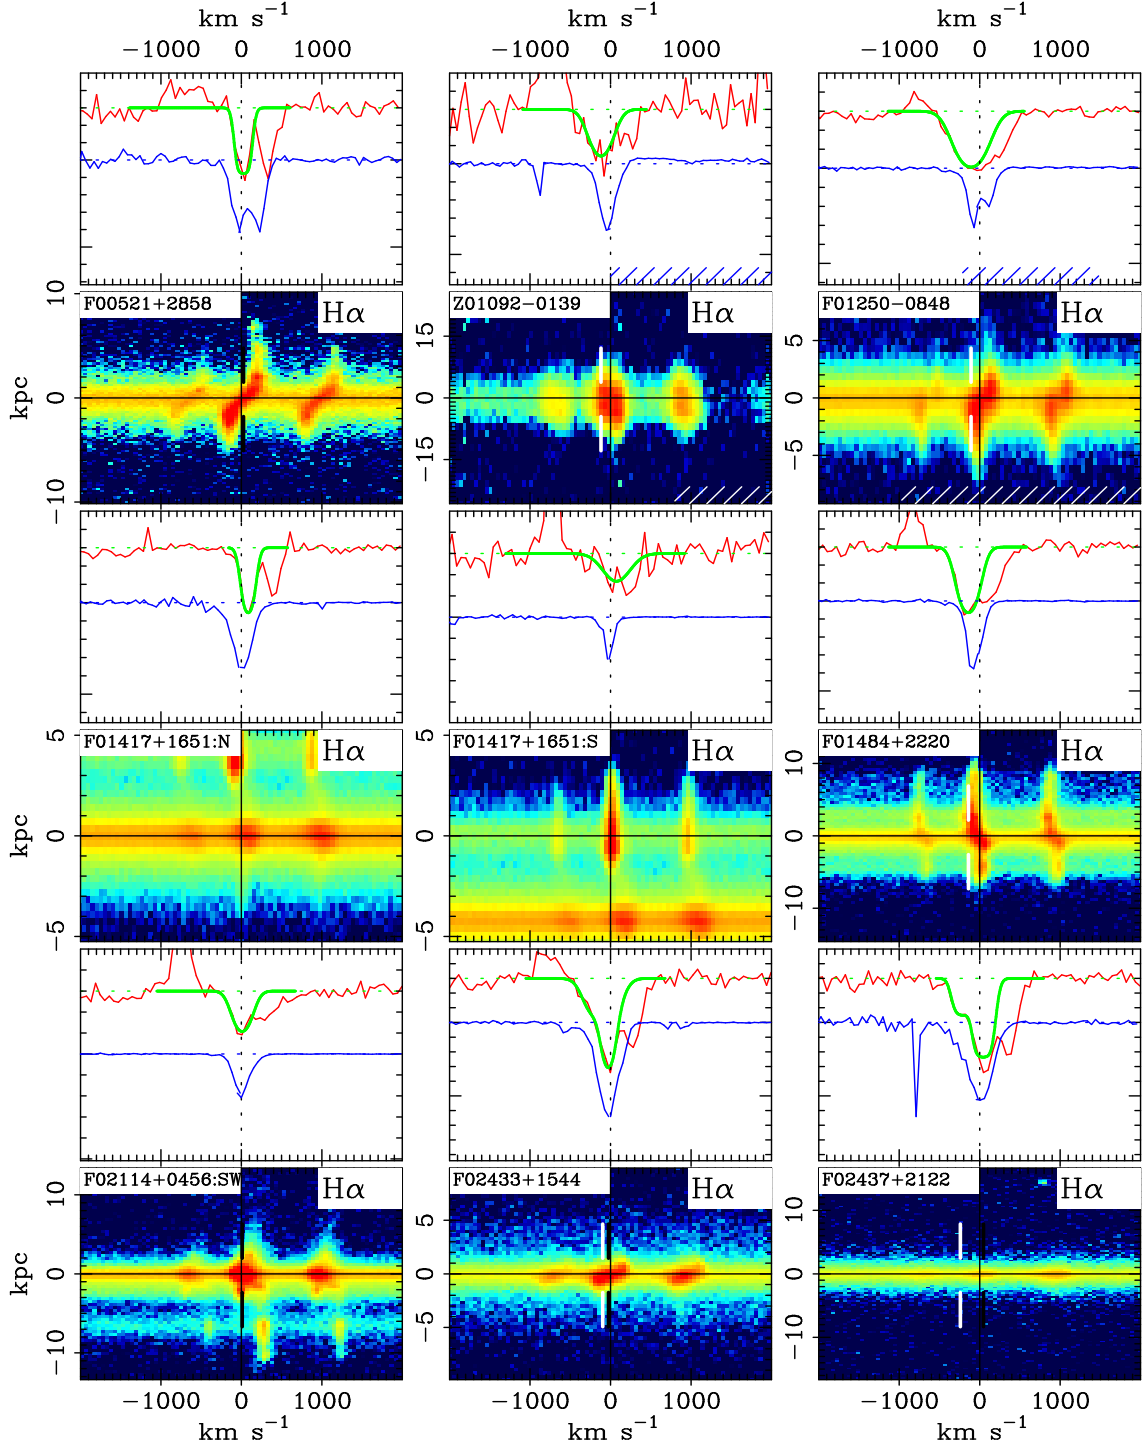 km s⁻¹ km s⁻¹ km s⁻¹
−1000 0 1000 −1000 0 1000 −1000 0 1000
F00521+2858 Hα Z01092−0139 Hα F01250−0848 Hα
kpc
10 0 −10
15 0 −15
5 0 −5
F01417+1651:N Hα F01417+1651:S Hα F01484+2220 Hα
kpc
5 0 −5
5 0 −5
10 0 −10
F02114+0456:SW Hα F02433+1544 Hα F02437+2122 Hα
kpc
10 0 −10
5 0 −5
10 0 −10
−1000 0 1000 −1000 0 1000 −1000 0 1000
km s⁻¹ km s⁻¹ km s⁻¹